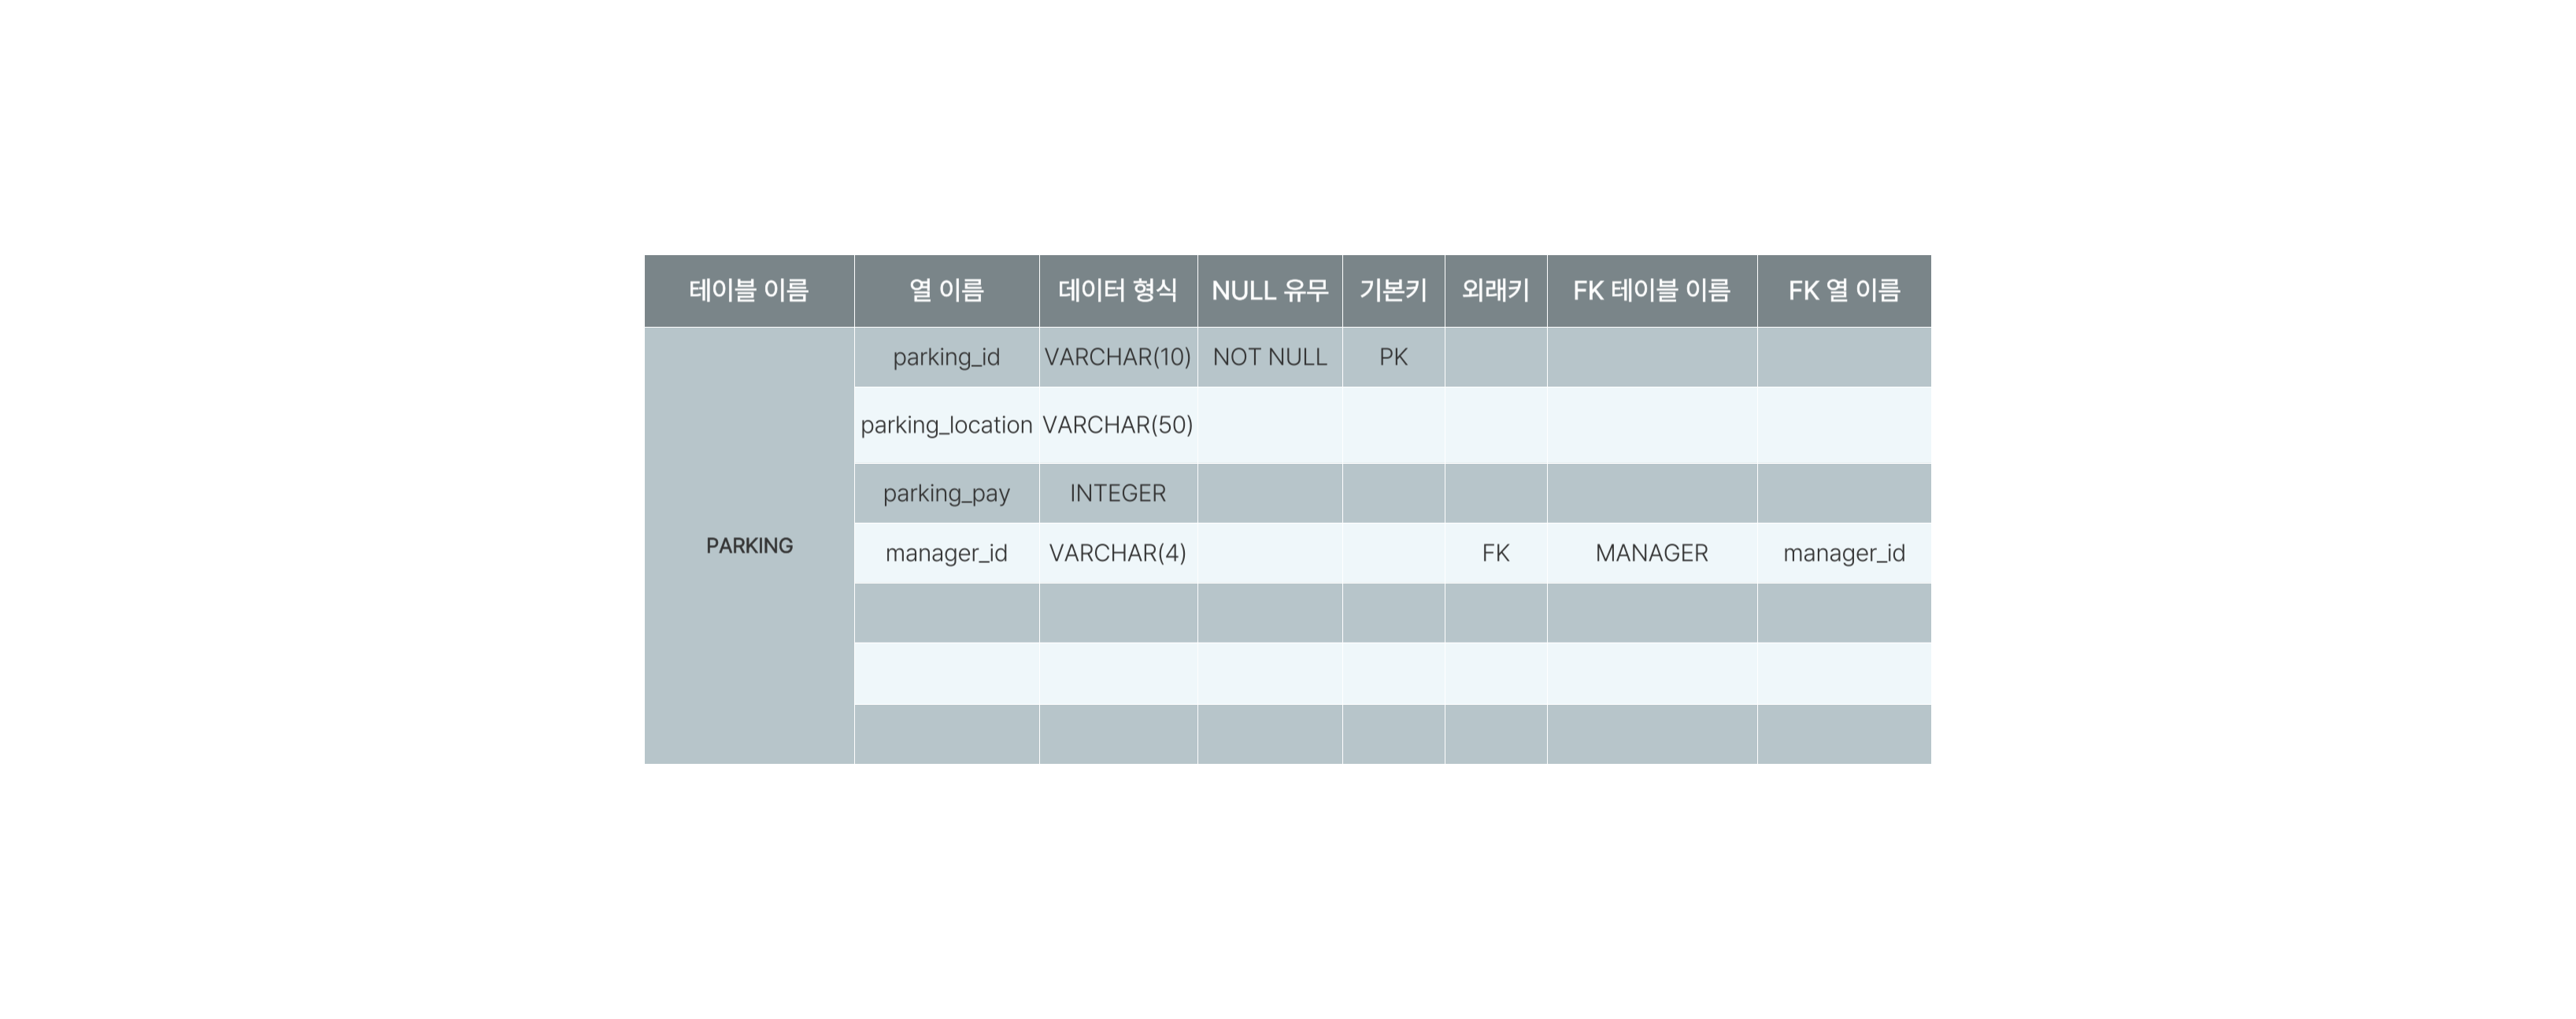 테이블 이름 열 이름 데이터 형식 NULL 유무 기본키 외래키 FK 테이블 이름 FK 열 이름
parking_id VARCHAR(10) NOT NULL PK
parking_location VARCHAR(50)
parking_pay INTEGER
PARKING
manager_id VARCHAR(4) FK MANAGER manager_id